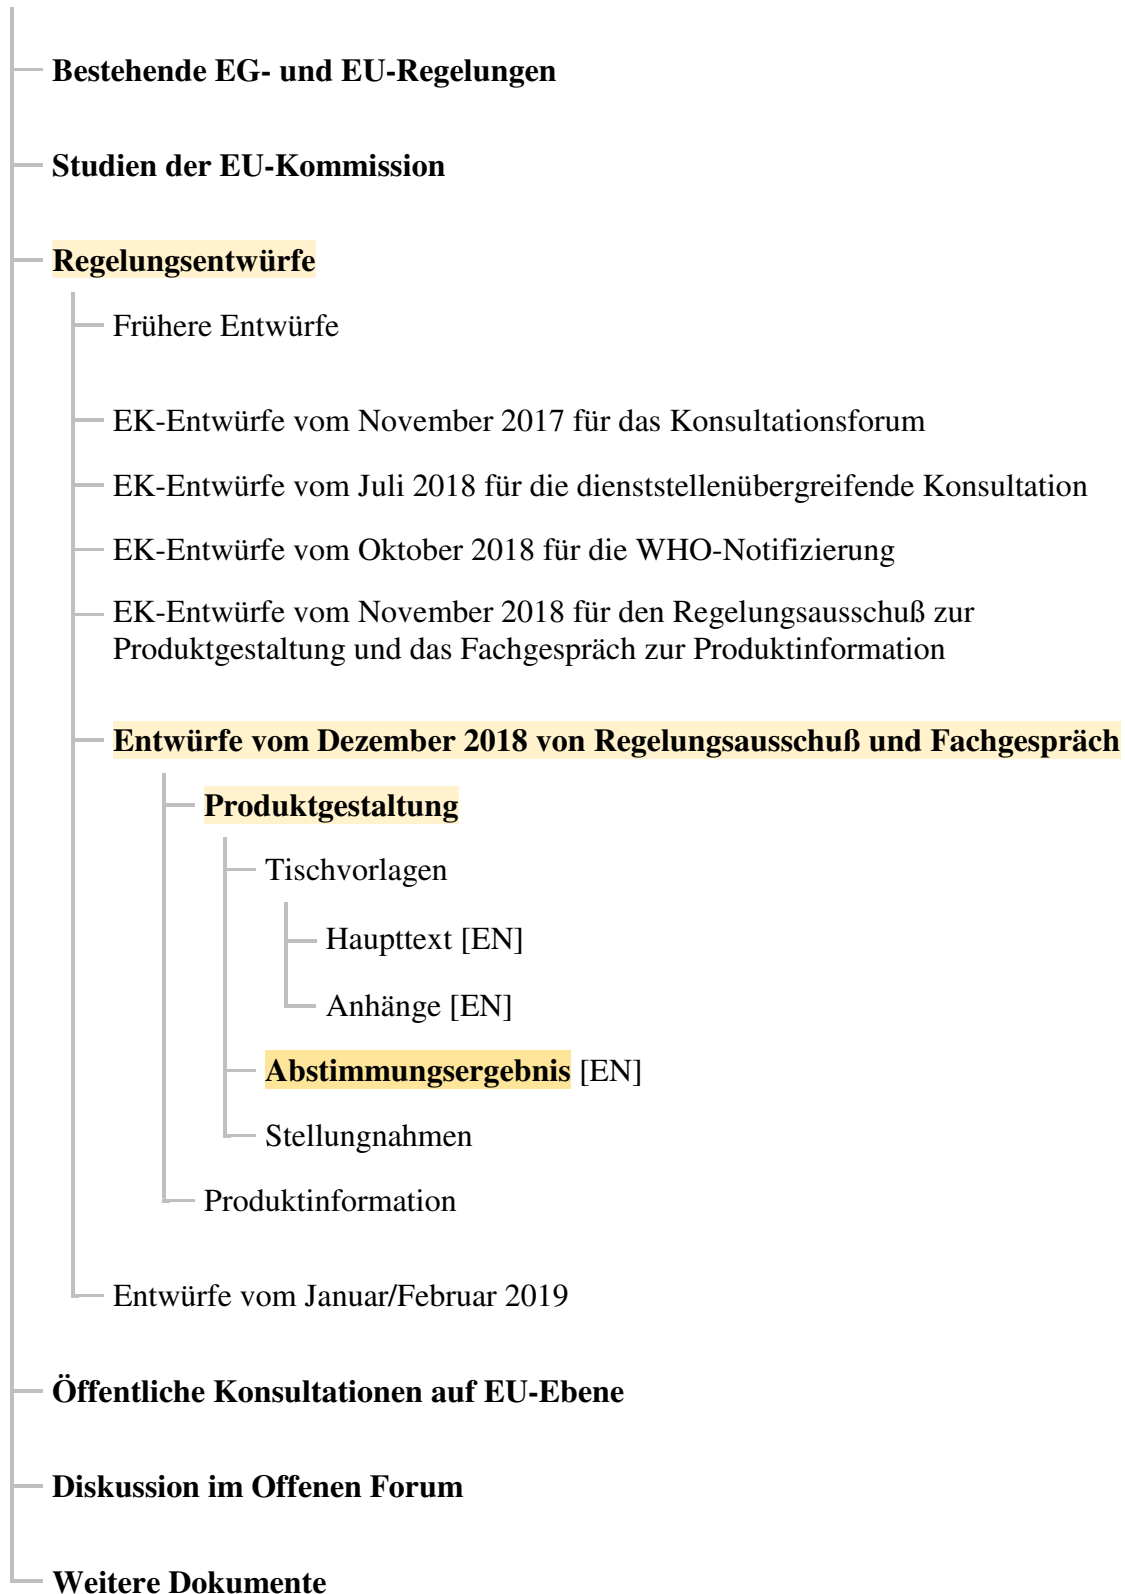 Bestehende EG- und EU-Regelungen
Studien der EU-Kommission
Regelungsentwürfe
Frühere Entwürfe
EK-Entwürfe vom November 2017 für das Konsultationsforum
EK-Entwürfe vom Juli 2018 für die dienststellenübergreifende Konsultation
EK-Entwürfe vom Oktober 2018 für die WHO-Notifizierung
EK-Entwürfe vom November 2018 für den Regelungsausschuß zur
Produktgestaltung und das Fachgespräch zur Produktinformation
Entwürfe vom Dezember 2018 von Regelungsausschuß und Fachgespräch
Produktgestaltung
Tischvorlagen
Haupttext [EN]
Anhänge [EN]
Abstimmungsergebnis [EN]
Stellungnahmen
Produktinformation
Entwürfe vom Januar/Februar 2019
Öffentliche Konsultationen auf EU-Ebene
Diskussion im Offenen Forum
Weitere Dokumente